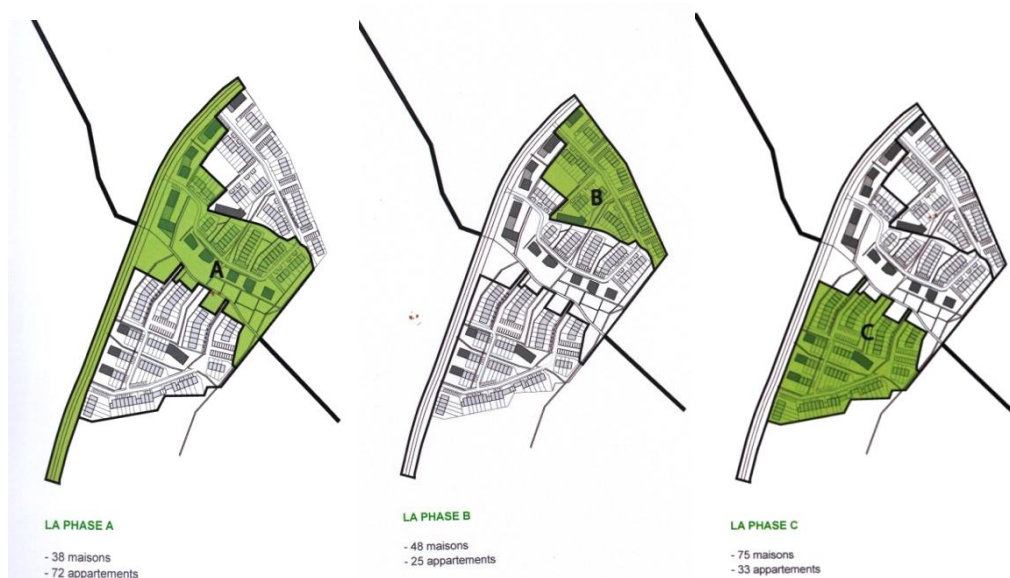 A
B
C
LA PHASE A
- 38 maisons
- 72 appartements
LA PHASE B
- 48 maisons
- 25 appartements
LA PHASE C
- 75 maisons
- 33 appartements